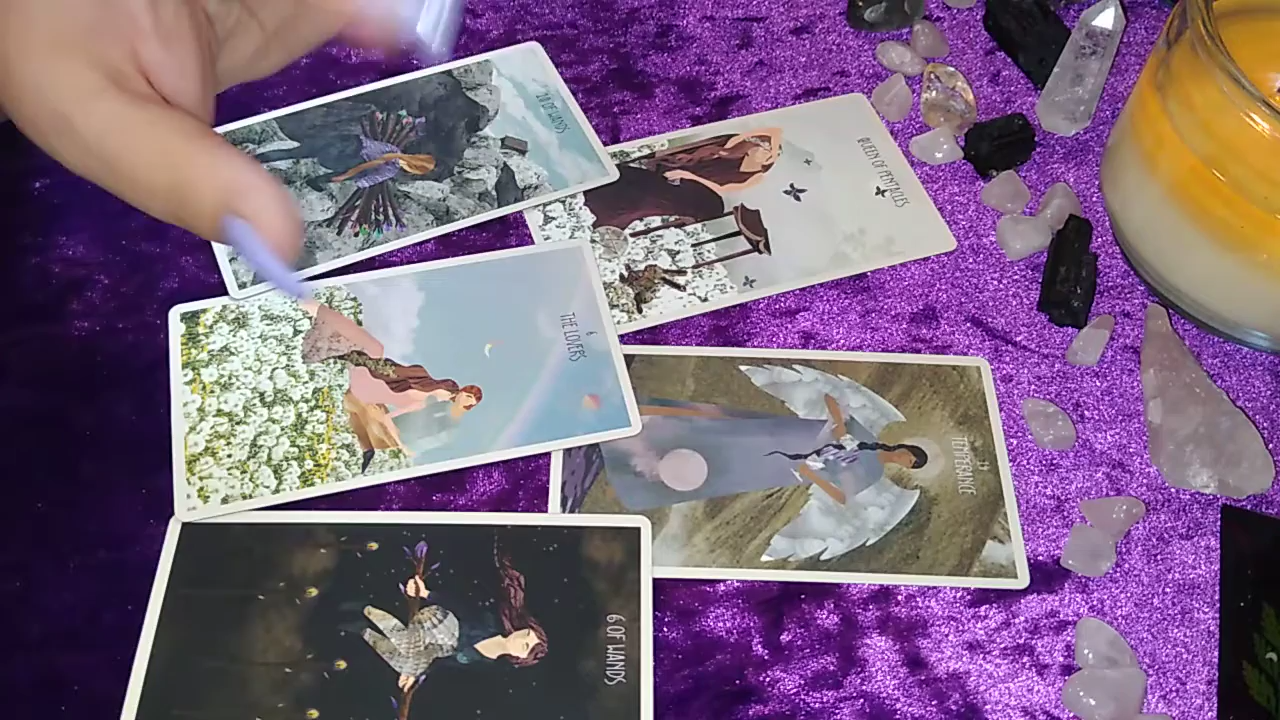 10 OF WANDS
QUEEN OF PENTACLES
6
THE LOVERS
14
TEMPERANCE
6 OF WANDS